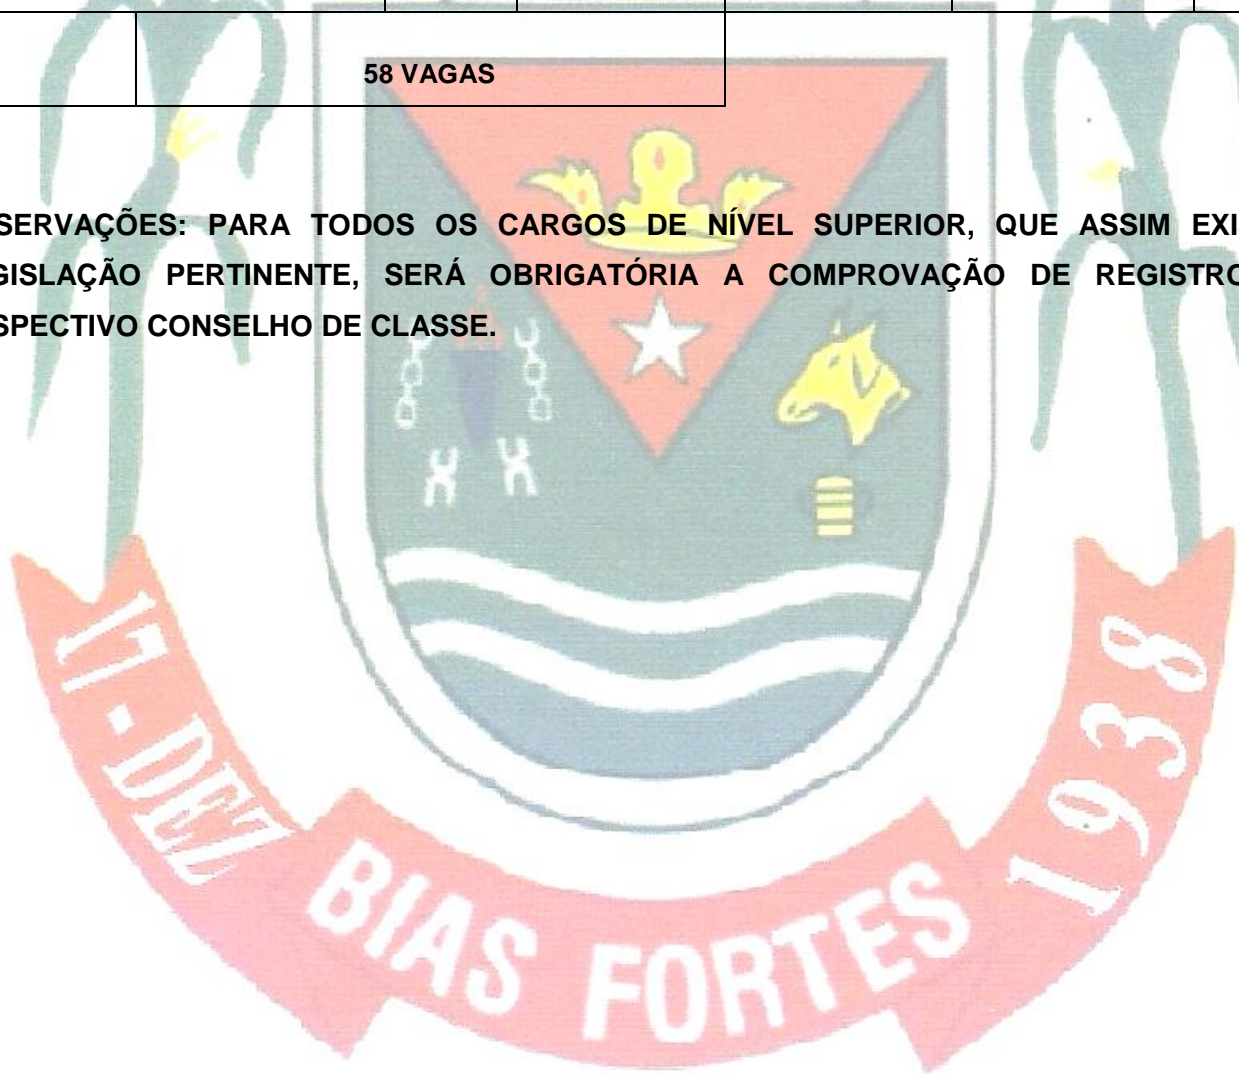 58 VAGAS
SERVAÇÕES: PARA TODOS OS CARGOS DE NÍVEL SUPERIOR, QUE ASSIM EXI
GISLAÇÃO PERTINENTE, SERÁ OBRIGATÓRIA A COMPROVAÇÃO DE REGISTRO
SPECTIVO CONSELHO DE CLASSE.
17 - DEZ
BIAS FORTES
1938